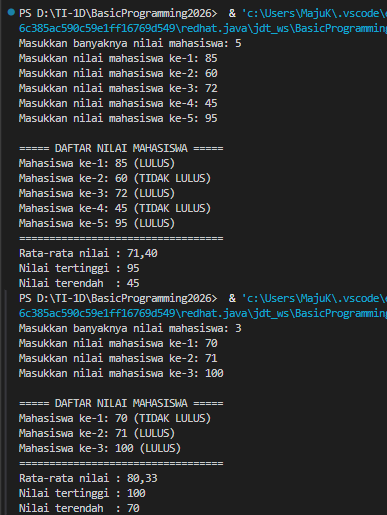 PS D:\TI-1D\BasicProgramming2026>  & 'c:\Users\MajuK\.vscode\
6c385ac590c59e1ff16769d549\redhat.java\jdt_ws\BasicProgramming
Masukkan banyaknya nilai mahasiswa: 5
Masukkan nilai mahasiswa ke-1: 85
Masukkan nilai mahasiswa ke-2: 60
Masukkan nilai mahasiswa ke-3: 72
Masukkan nilai mahasiswa ke-4: 45
Masukkan nilai mahasiswa ke-5: 95

===== DAFTAR NILAI MAHASISWA =====
Mahasiswa ke-1: 85 (LULUS)
Mahasiswa ke-2: 60 (TIDAK LULUS)
Mahasiswa ke-3: 72 (LULUS)
Mahasiswa ke-4: 45 (TIDAK LULUS)
Mahasiswa ke-5: 95 (LULUS)
==================================
Rata-rata nilai : 71,40
Nilai tertinggi : 95
Nilai terendah  : 45
PS D:\TI-1D\BasicProgramming2026>  & 'c:\Users\MajuK\.vscode\
6c385ac590c59e1ff16769d549\redhat.java\jdt_ws\BasicProgramming
Masukkan banyaknya nilai mahasiswa: 3
Masukkan nilai mahasiswa ke-1: 70
Masukkan nilai mahasiswa ke-2: 71
Masukkan nilai mahasiswa ke-3: 100

===== DAFTAR NILAI MAHASISWA =====
Mahasiswa ke-1: 70 (TIDAK LULUS)
Mahasiswa ke-2: 71 (LULUS)
Mahasiswa ke-3: 100 (LULUS)
==================================
Rata-rata nilai : 80,33
Nilai tertinggi : 100
Nilai terendah  : 70